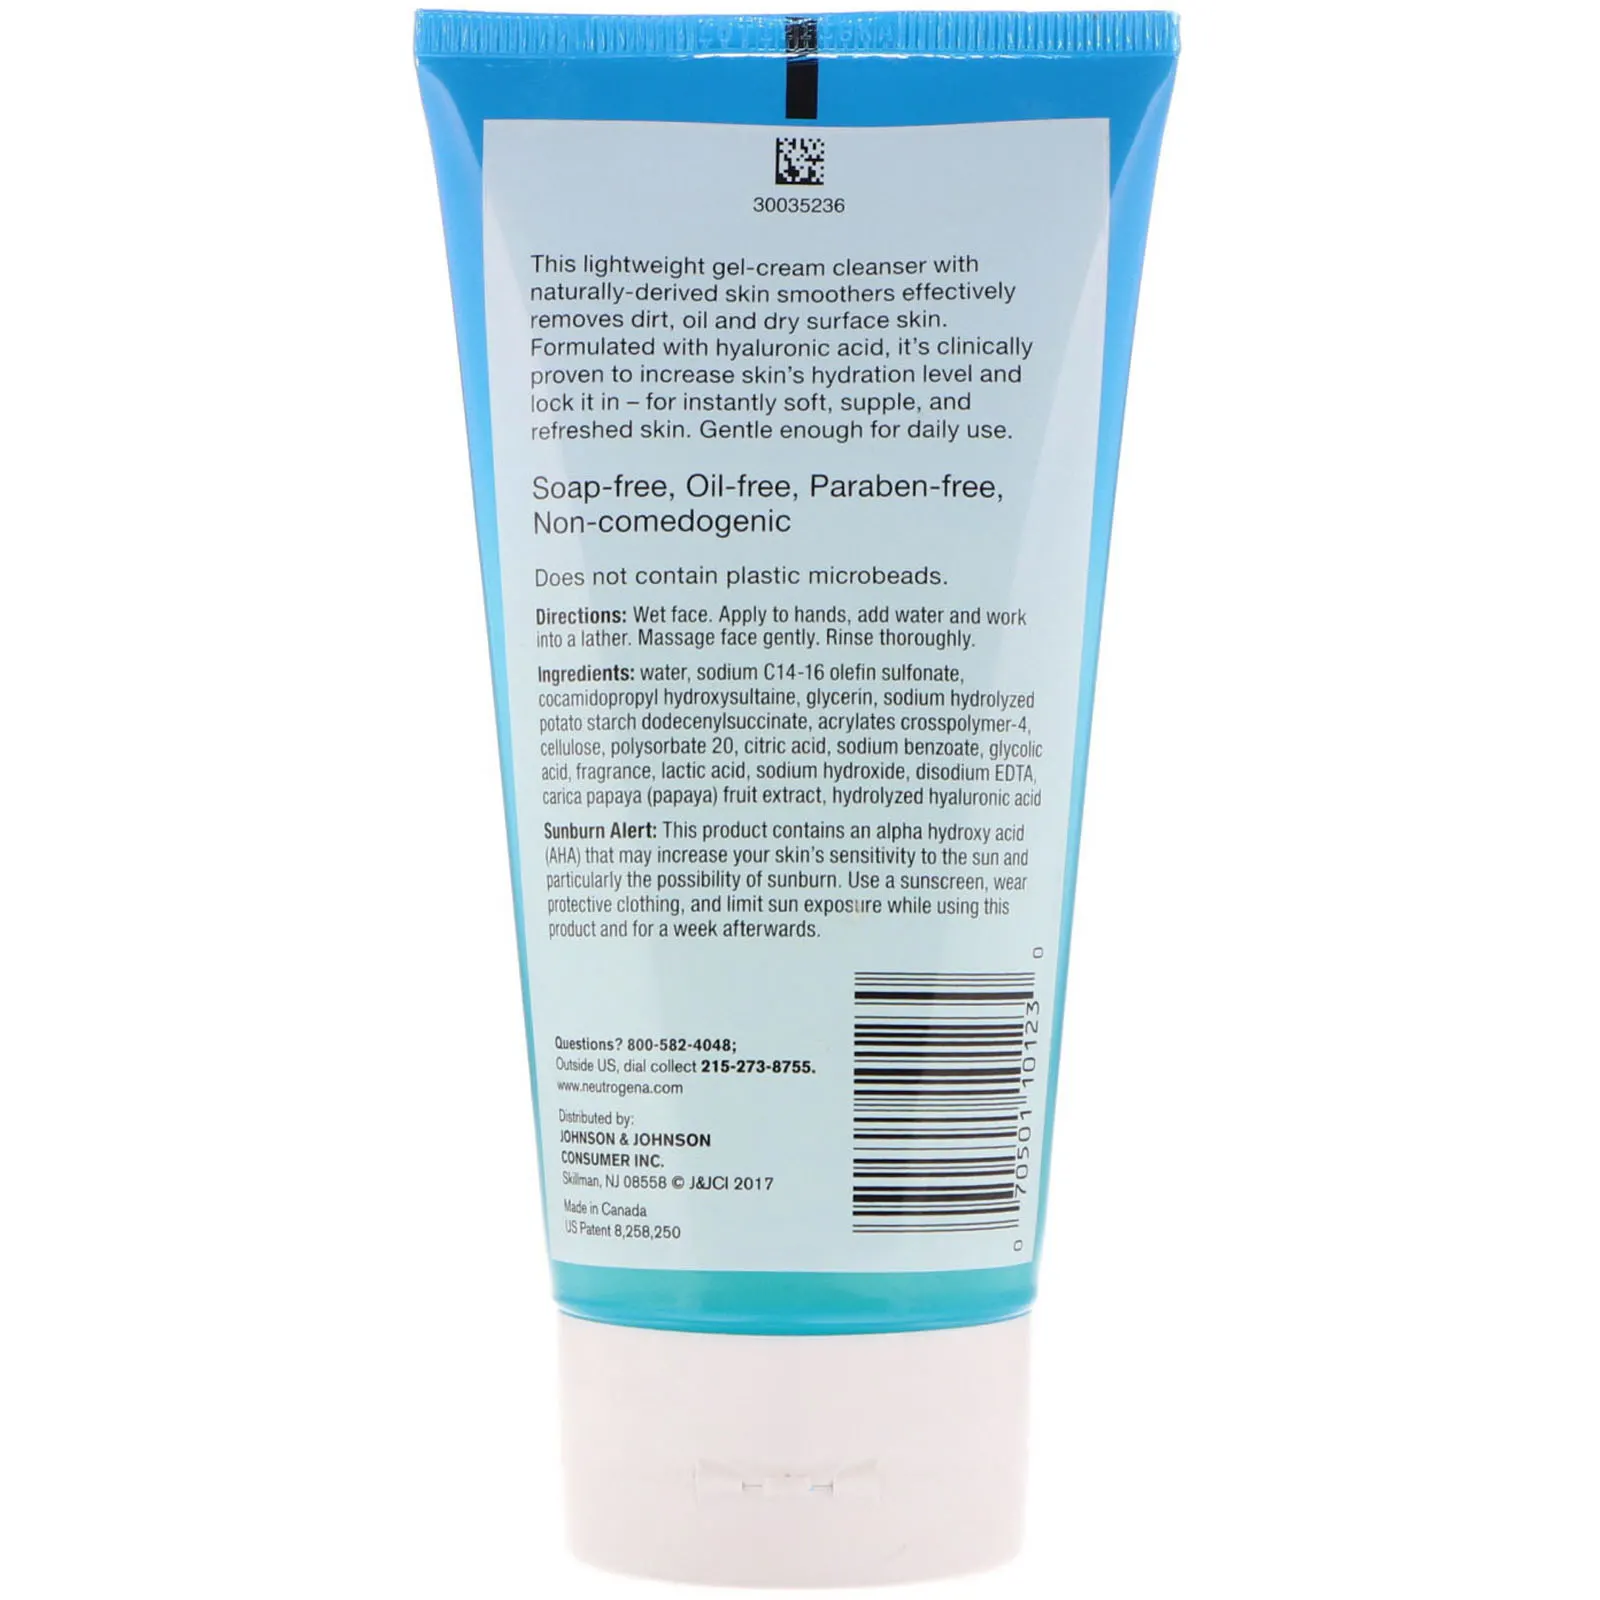 30035236
This lightweight gel-cream cleanser with
naturally-derived skin smoothers effectively
removes dirt, oil and dry surface skin.
Formulated with hyaluronic acid, it's clinically
proven to increase skin's hydration level and
lock it in – for instantly soft, supple, and
refreshed skin. Gentle enough for daily use.
Soap-free, Oil-free, Paraben-free,
Non-comedogenic
Does not contain plastic microbeads.
Directions: Wet face. Apply to hands, add water and work
into a lather. Massage face gently. Rinse thoroughly.
Ingredients: water, sodium C14-16 olefin sulfonate,
cocamidopropyl hydroxysultaine, glycerin, sodium hydrolyzed
potato starch dodecenylsuccinate, acrylates crosspolymer-4,
cellulose, polysorbate 20, citric acid, sodium benzoate, glycolic
acid, fragrance, lactic acid, sodium hydroxide, disodium EDTA,
carica papaya (papaya) fruit extract, hydrolyzed hyaluronic acid
Sunburn Alert: This product contains an alpha hydroxy acid
(AHA) that may increase your skin's sensitivity to the sun and
particularly the possibility of sunburn. Use a sunscreen, wear
protective clothing, and limit sun exposure while using this
product and for a week afterwards.
Questions? 800-582-4048;
Outside US, dial collect 215-273-8755.
www.neutrogena.com
Distributed by:
JOHNSON & JOHNSON
CONSUMER INC.
Skillman, NJ 08558 © J&JCI 2017
Made in Canada
US Patent 8,258,250
0 70501 10123 0